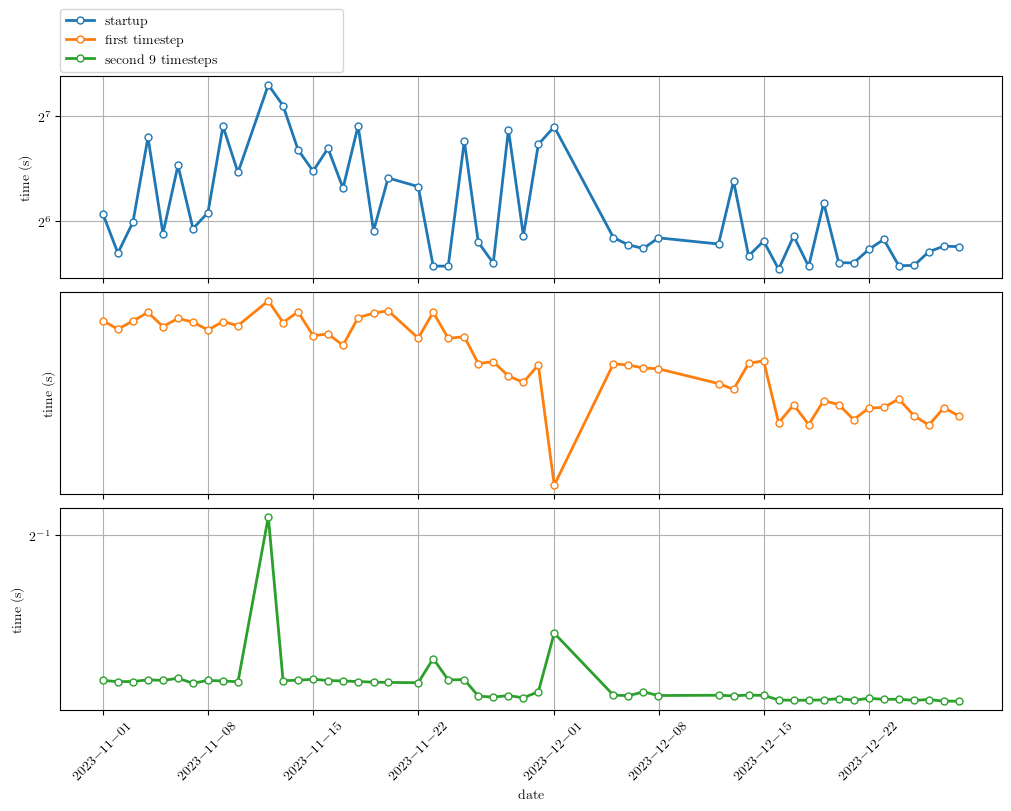 startup
first timestep
second 9 timesteps
2^7
2^6
time (s)
time (s)
2^−1
time (s)
2023−11−01
2023−11−08
2023−11−15
2023−11−22
2023−12−01
2023−12−08
2023−12−15
2023−12−22
date